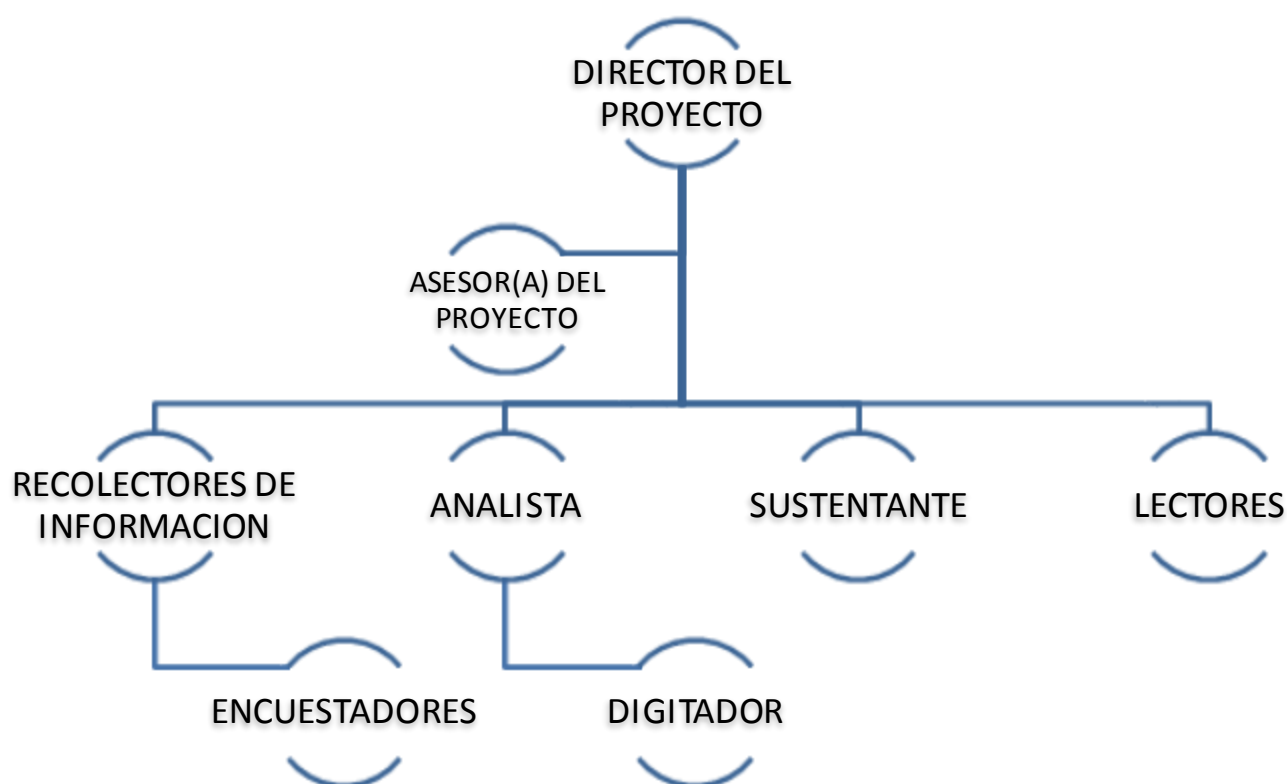 DIRECTOR DEL
PROYECTO
ASESOR(A) DEL
PROYECTO
RECOLECTORES DE
INFORMACION
ANALISTA
SUSTENTANTE
LECTORES
ENCUESTADORES
DIGITADOR